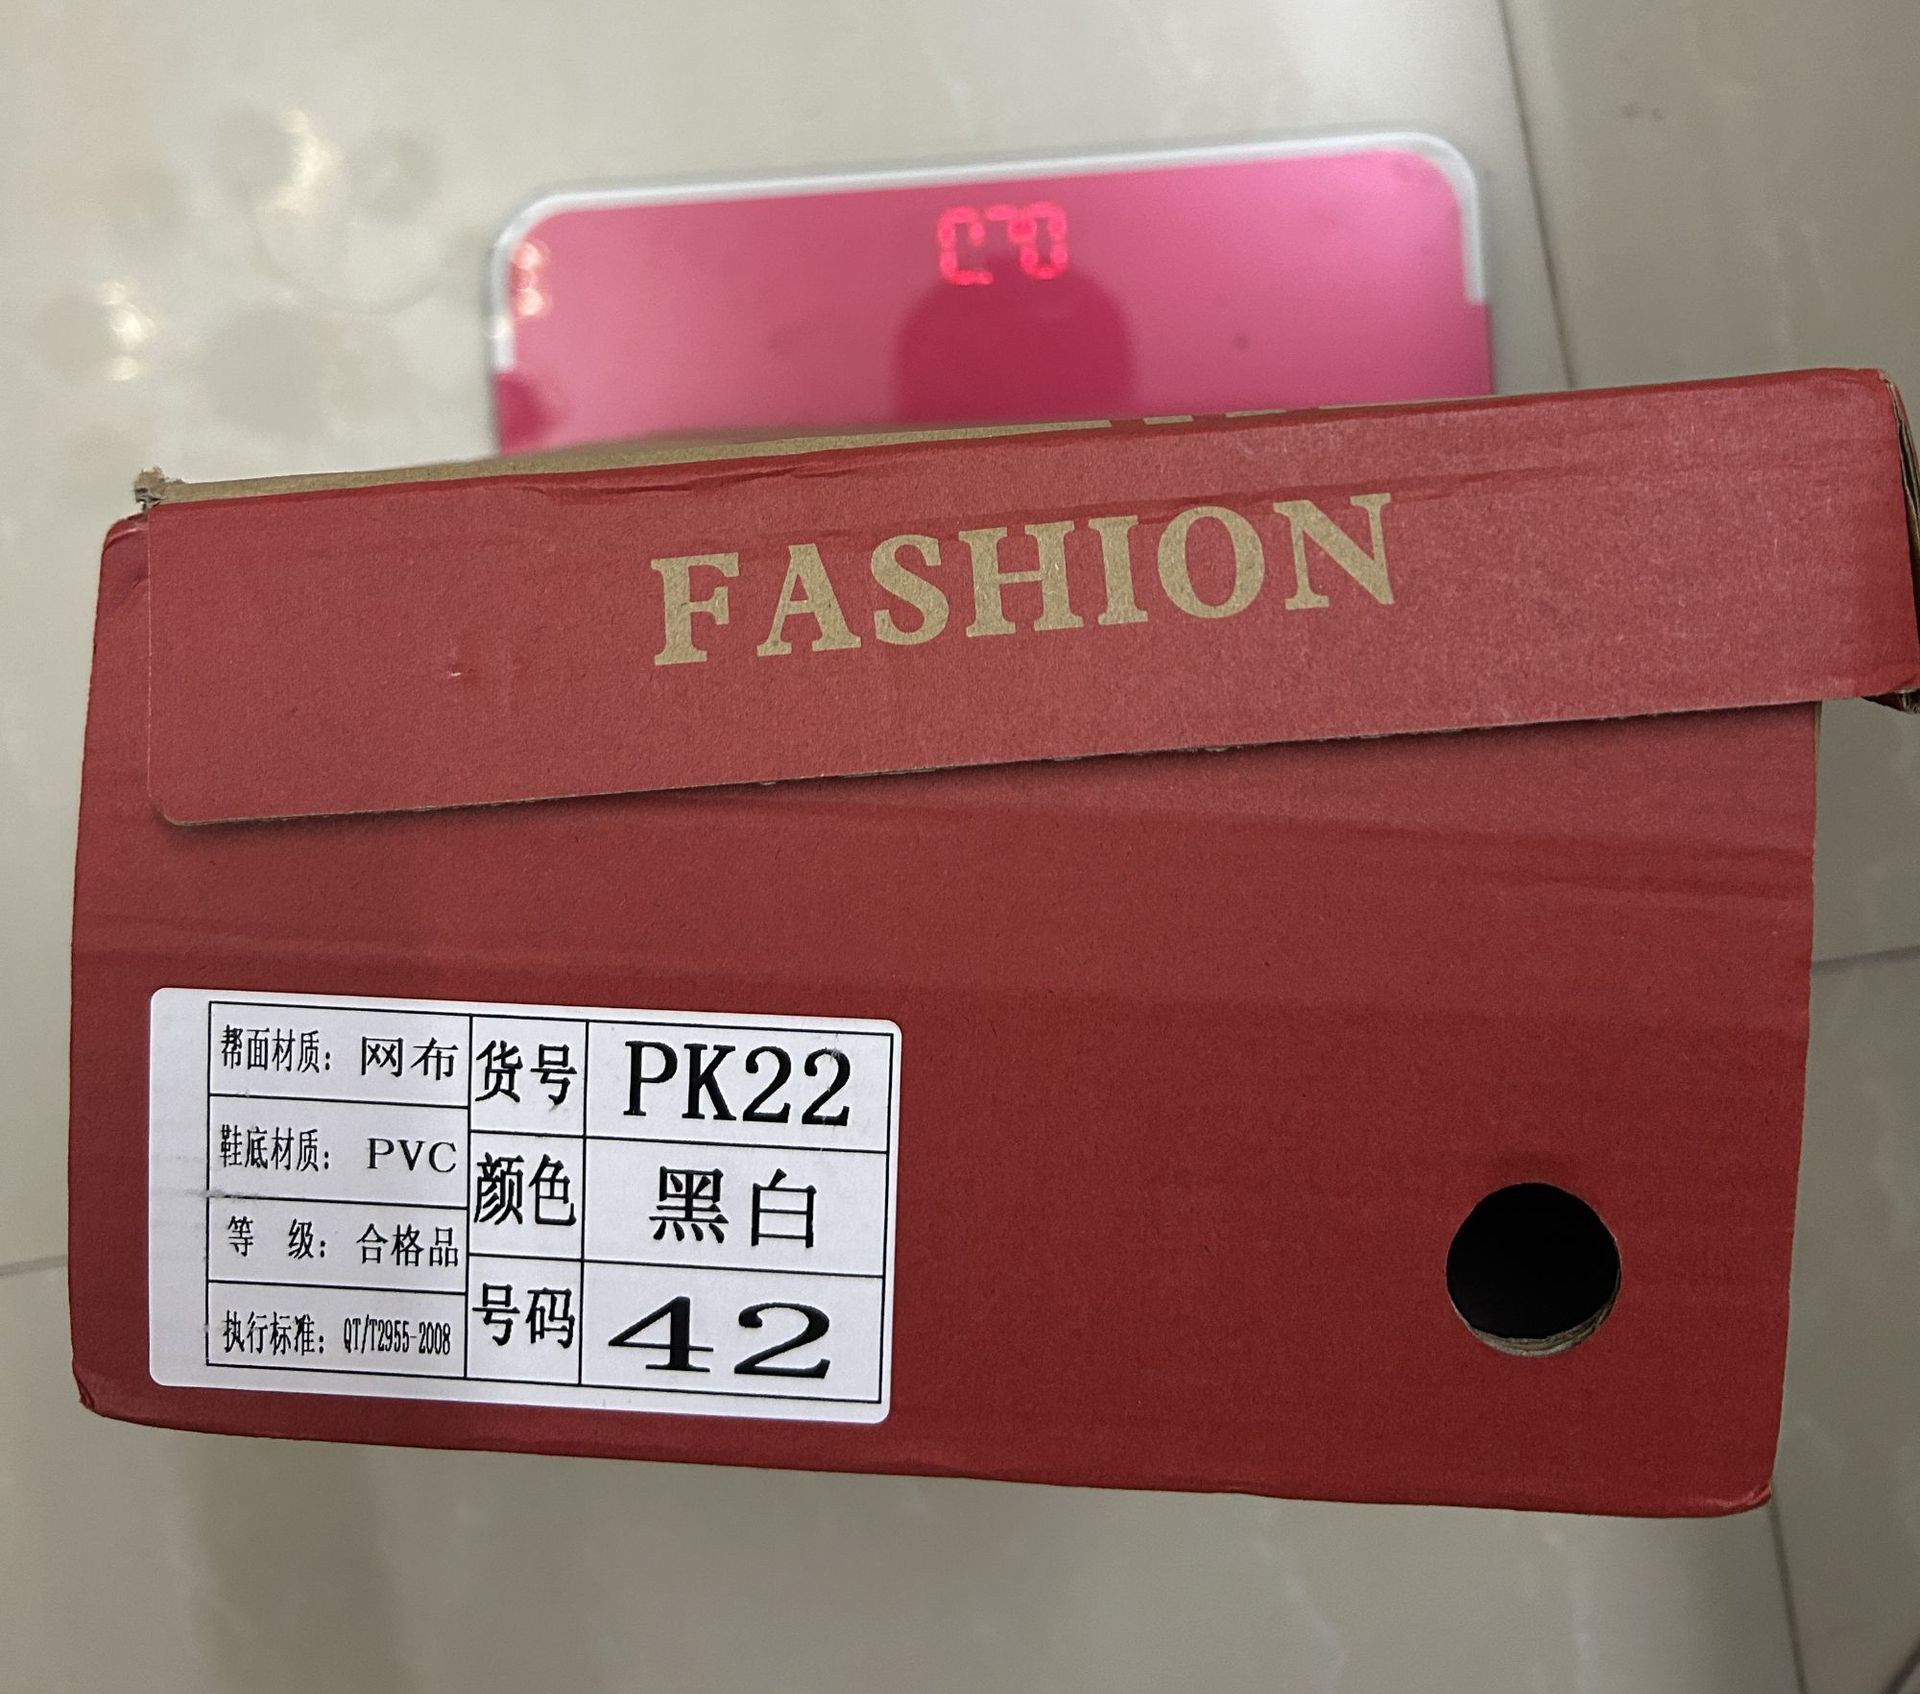 FASHION
帮面材质: 网布
鞋底材质: PVC
等 级: 合格品
执行标准: QT/T2955-2008
货号 PK22
颜色 黑白
号码 42